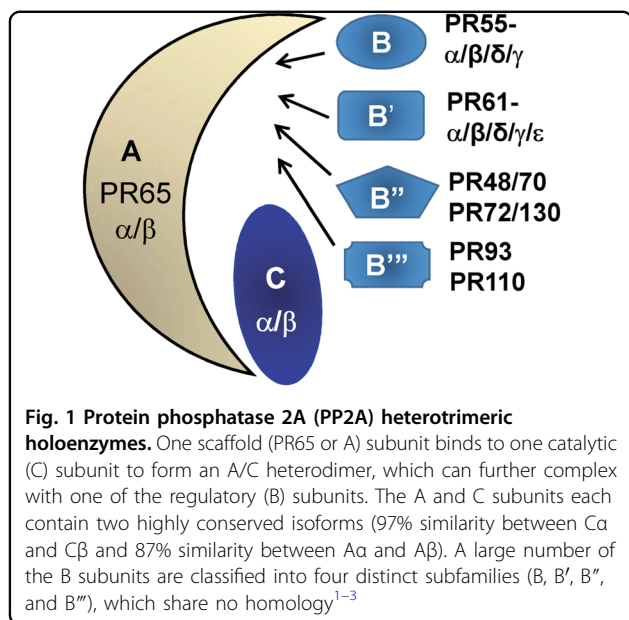 A
PR65
α/β
C
α/β
B
PR55-
α/β/δ/γ
B'
PR61-
α/β/δ/γ/ε
B"
PR48/70
PR72/130
B'"
PR93
PR110
Fig. 1 Protein phosphatase 2A (PP2A) heterotrimeric
holoenzymes. One scaffold (PR65 or A) subunit binds to one catalytic
(C) subunit to form an A/C heterodimer, which can further complex
with one of the regulatory (B) subunits. The A and C subunits each
contain two highly conserved isoforms (97% similarity between Cα
and Cβ and 87% similarity between Aα and Aβ). A large number of
the B subunits are classified into four distinct subfamilies (B, B′, B″,
and B‴), which share no homology1–3